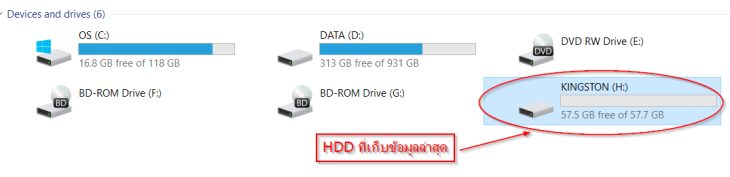 Devices and drives (6)
OS (C:)
16.8 GB free of 118 GB
DATA (D:)
313 GB free of 931 GB
DVD
DVD RW Drive (E:)
BD
BD-ROM Drive (F:)
BD
BD-ROM Drive (G:)
KINGSTON (H:)
57.5 GB free of 57.7 GB
HDD ที่เก็บข้อมูลล่าสุด